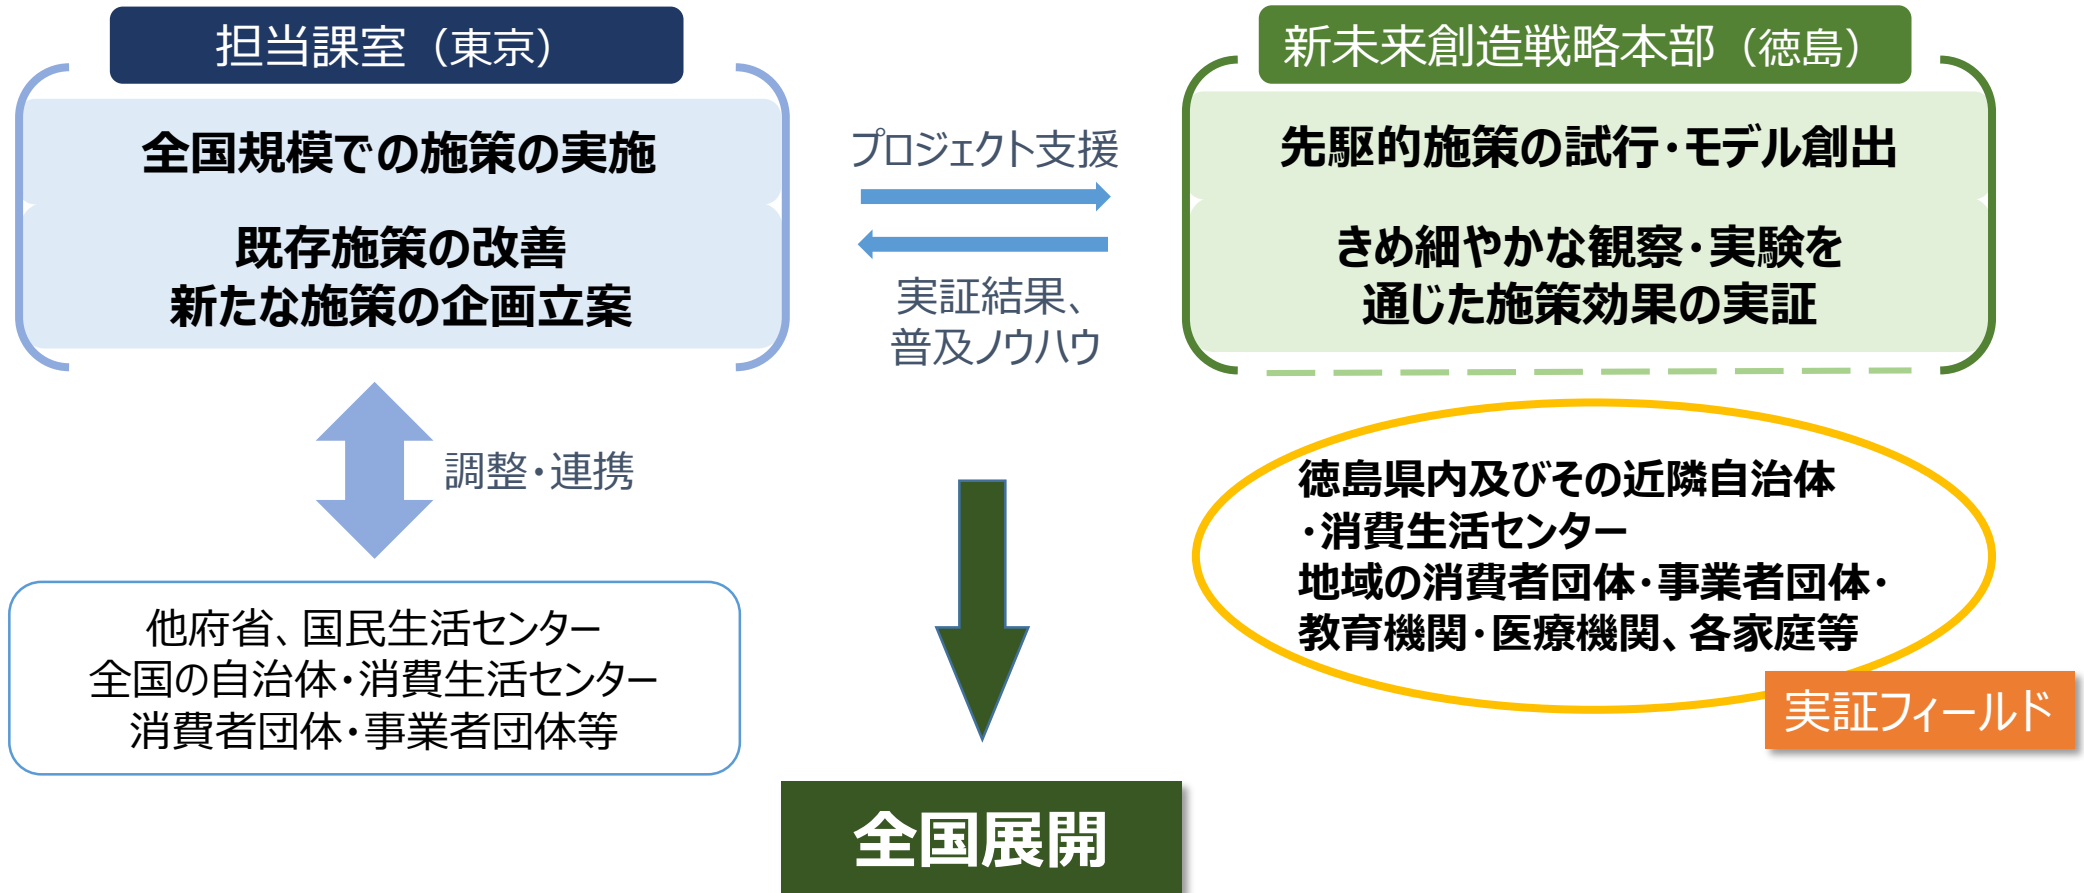 担当課室（東京）
全国規模での施策の実施
既存施策の改善
新たな施策の企画立案
プロジェクト支援
実証結果、
普及ノウハウ
新未来創造戦略本部（徳島）
先駆的施策の試行・モデル創出
きめ細やかな観察・実験を
通じた施策効果の実証
調整・連携
他府省、国民生活センター
全国の自治体・消費生活センター
消費者団体・事業者団体等
徳島県内及びその近隣自治体
・消費生活センター
地域の消費者団体・事業者団体・
教育機関・医療機関、各家庭等
実証フィールド
全国展開